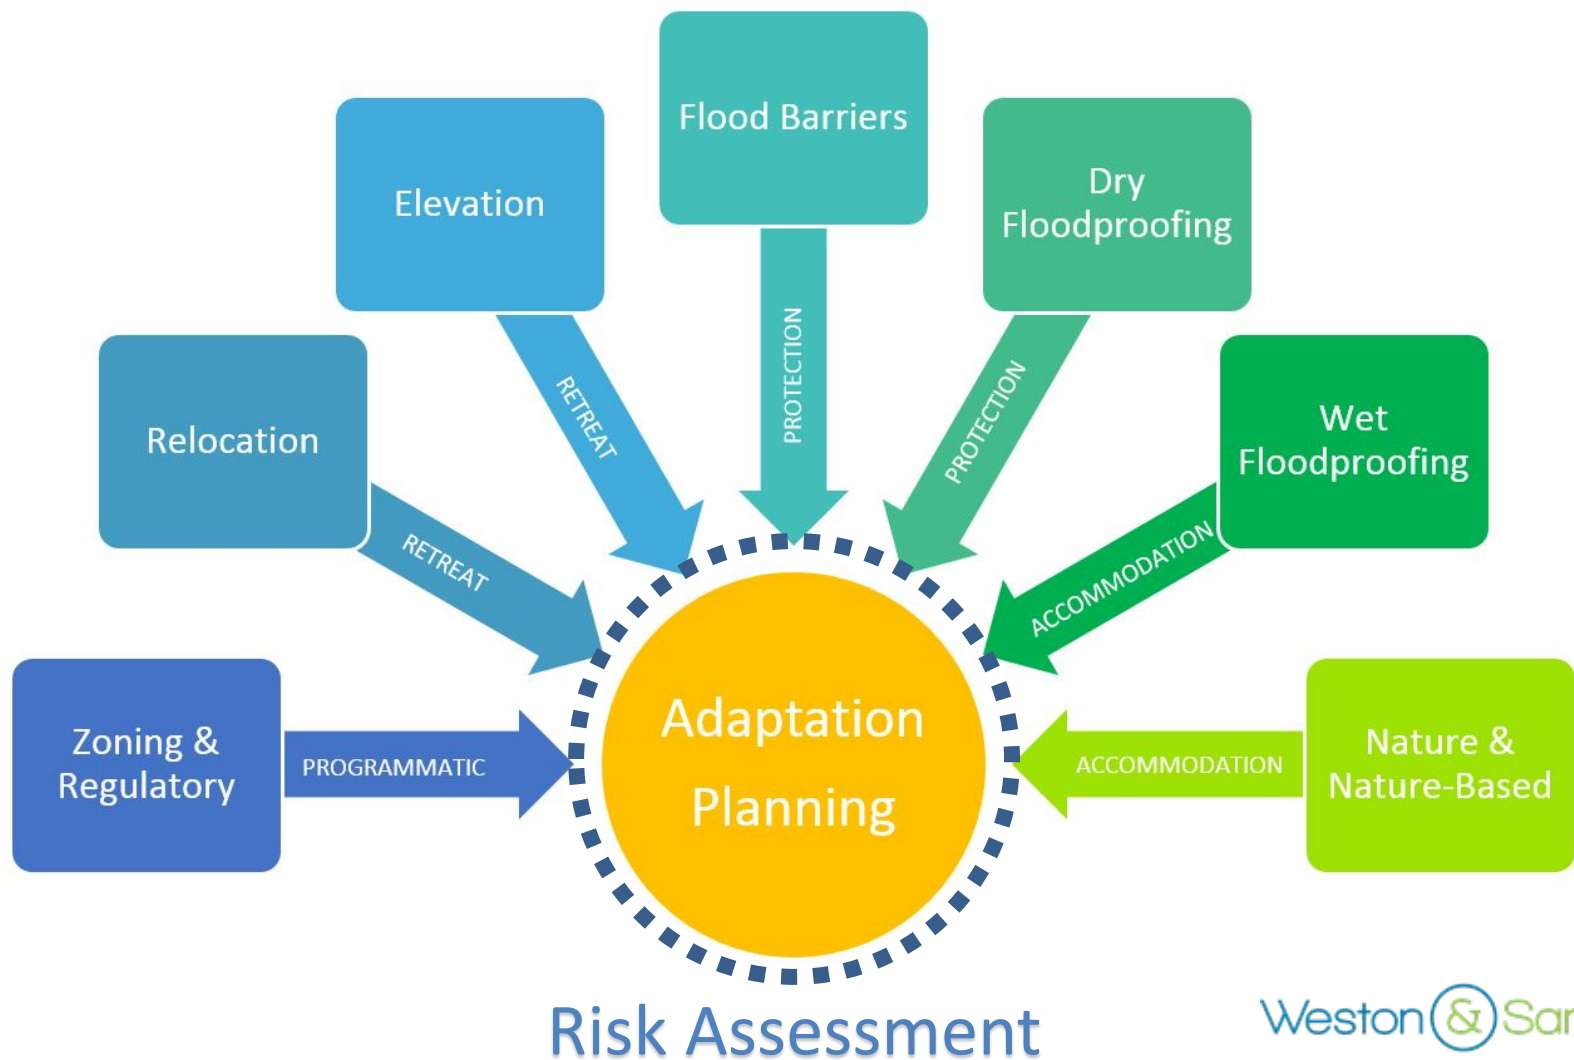 Flood Barriers
Elevation
Dry
Floodproofing
Relocation
Wet
Floodproofing
Zoning &
Regulatory
Nature &
Nature-Based
PROGRAMMATIC
RETREAT
RETREAT
PROTECTION
PROTECTION
ACCOMMODATION
ACCOMMODATION
Adaptation
Planning
Risk Assessment
Weston &